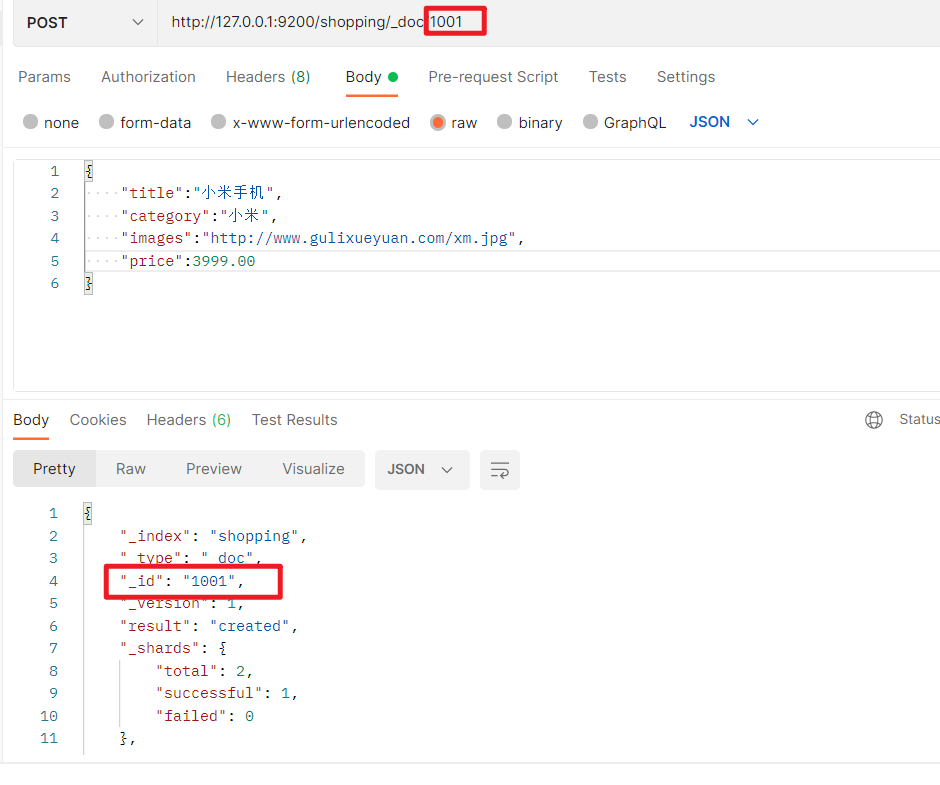 POST http://127.0.0.1:9200/shopping/_doc/1001
Params Authorization Headers (8) Body Pre-request Script Tests Settings
none form-data x-www-form-urlencoded raw binary GraphQL JSON
1 {
2 ····"title":"小米手机",
3 ····"category":"小米",
4 ····"images":"http://www.gulixueyuan.com/xm.jpg",
5 ····"price":3999.00
6 }
Body Cookies Headers (6) Test Results Status
Pretty Raw Preview Visualize JSON
1 {
2 "_index": "shopping",
3 "_type": "_doc",
4 "_id": "1001",
5 "_version": 1,
6 "result": "created",
7 "_shards": {
8 "total": 2,
9 "successful": 1,
10 "failed": 0
11 },